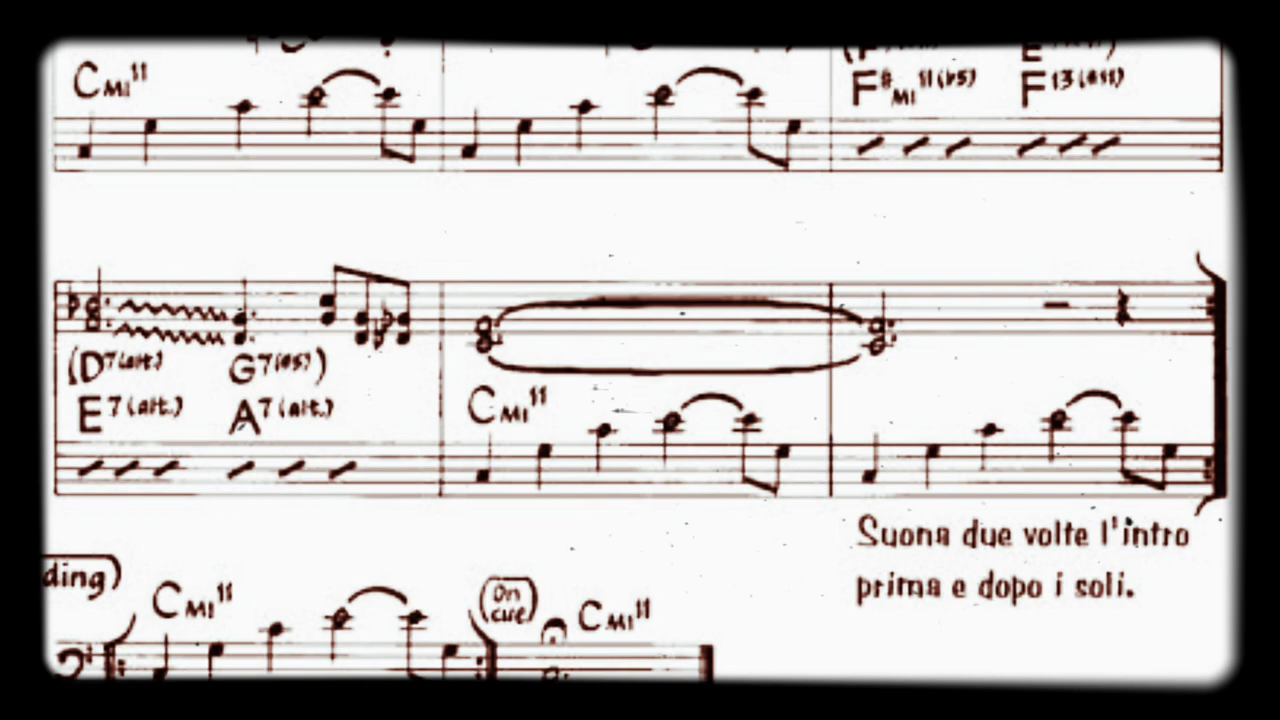 CMI11
F#MI11(b5) F13(#11)
(D7(alt.) G7(#5))
E7(alt.) A7(alt.)
CMI11
Suona due volte l'intro
prima e dopo i soli.
ding)
CMI11
On
cue
CMI11